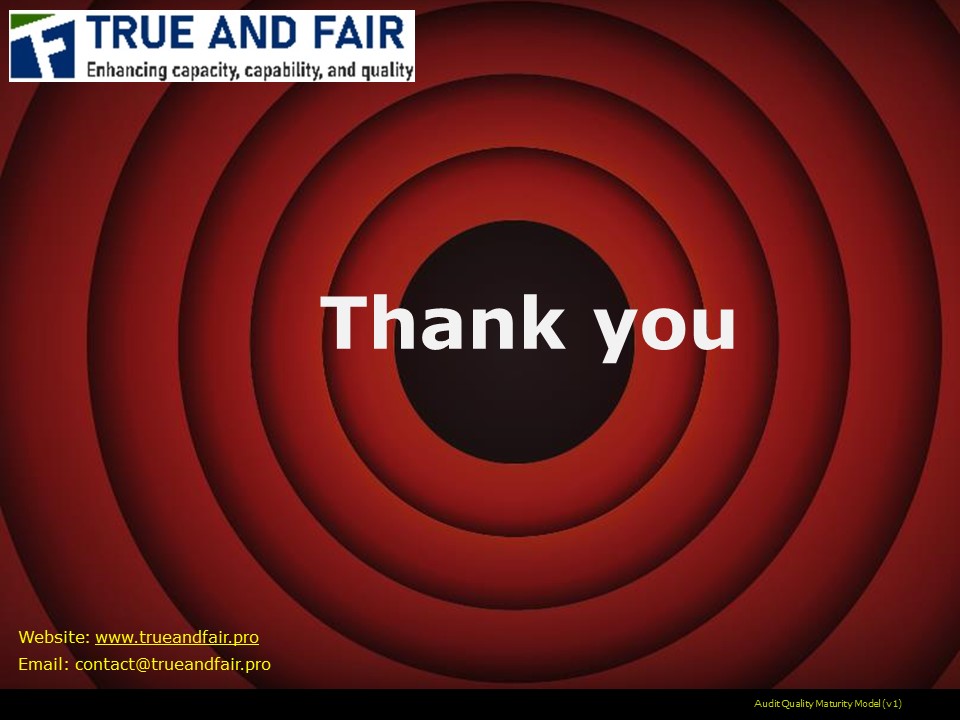 TRUE AND FAIR
Enhancing capacity, capability, and quality
Thank you
Website: www.trueandfair.pro
Email: contact@trueandfair.pro
Audit Quality Maturity Model (v1)